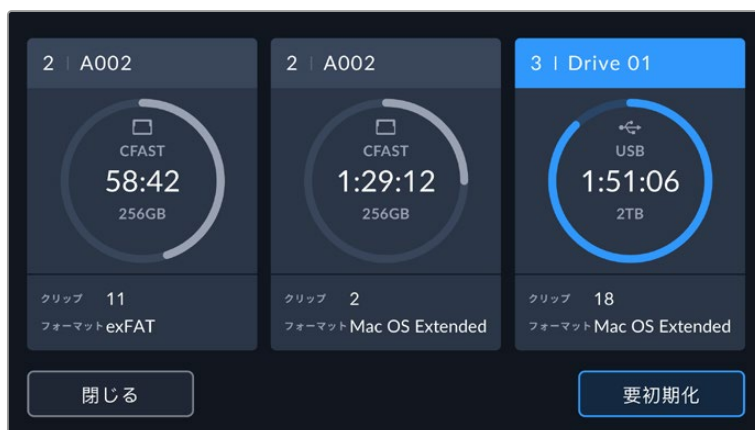 2 | A002
CFAST
58:42
256GB
クリップ 11
フォーマット exFAT
2 | A002
CFAST
1:29:12
256GB
クリップ 2
フォーマット Mac OS Extended
3 | Drive 01
USB
1:51:06
2TB
クリップ 18
フォーマット Mac OS Extended
閉じる
要初期化